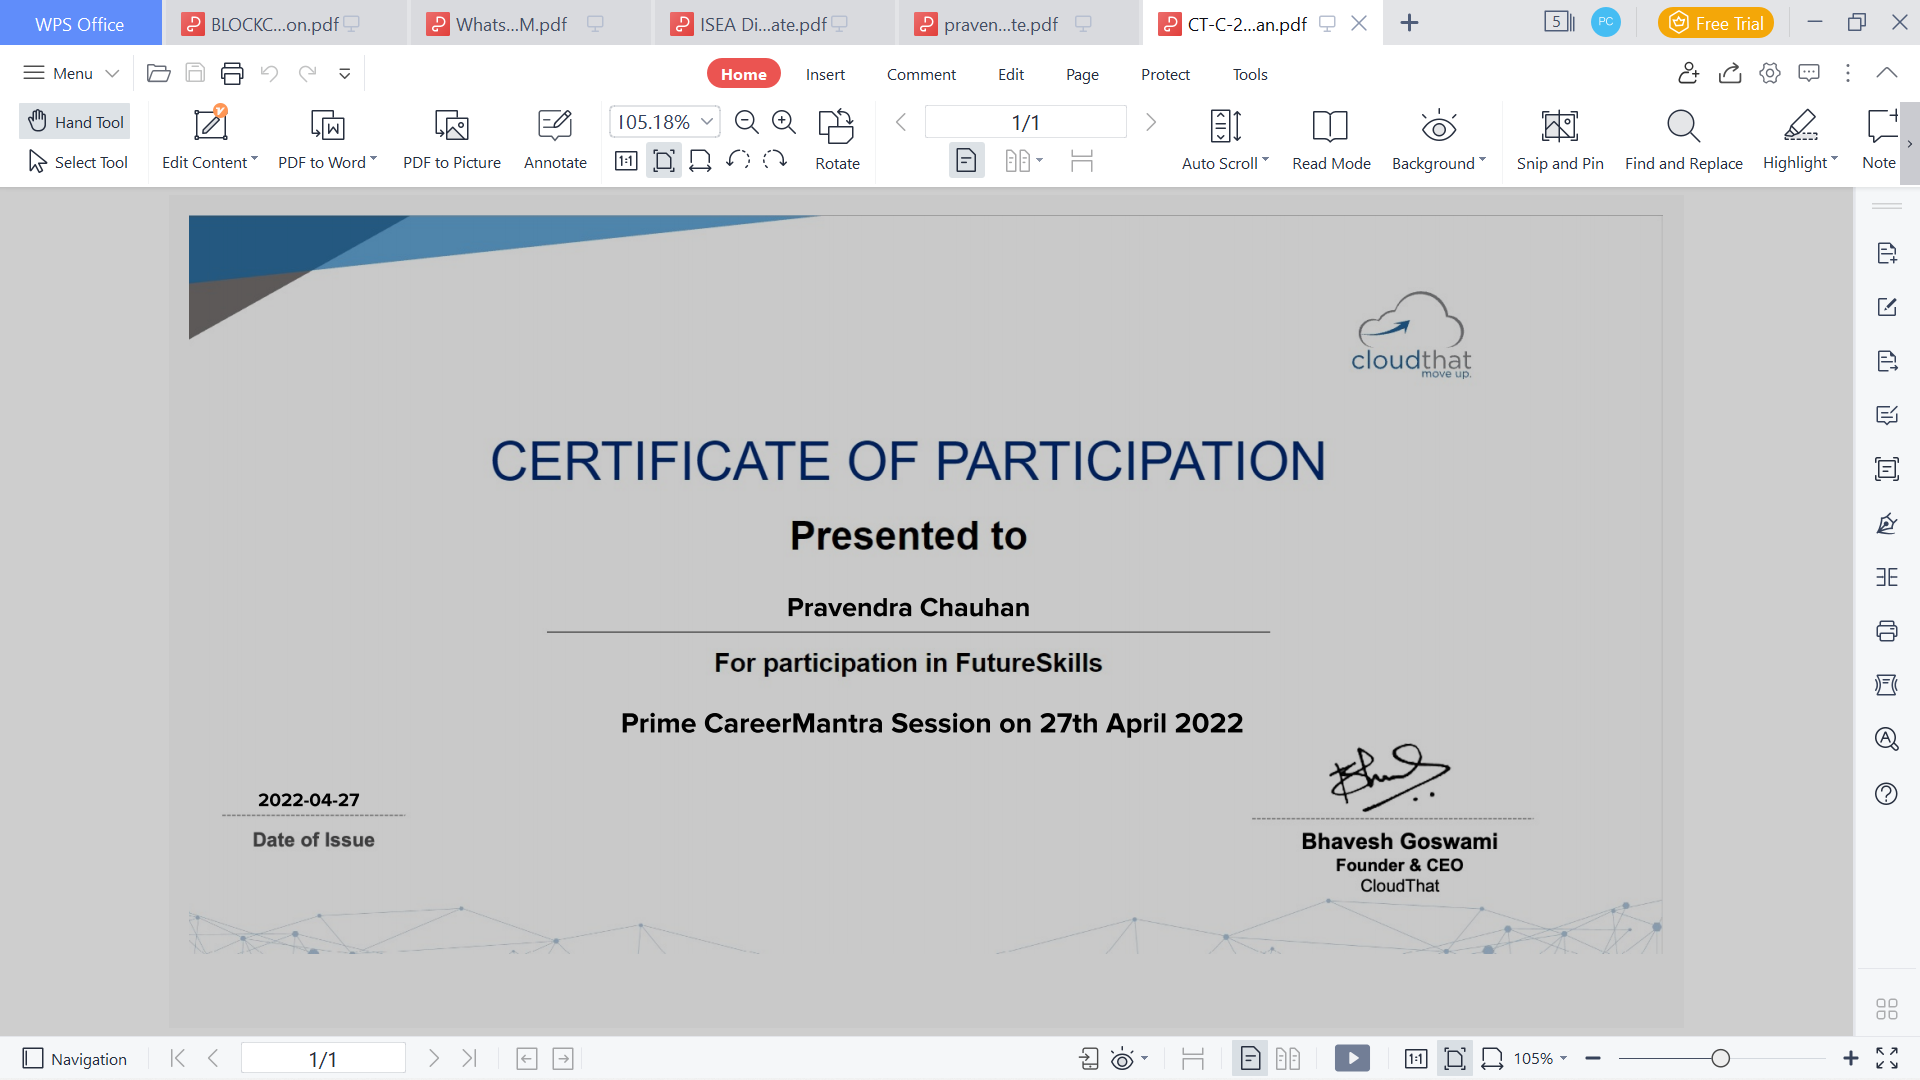 WPS Office
BLOCKC...on.pdf
Whats...M.pdf
ISEA Di...ate.pdf
praven...te.pdf
CT-C-2...an.pdf
5
PC
Free Trial
Menu
Home
Insert
Comment
Edit
Page
Protect
Tools
Hand Tool
Select Tool
Edit Content
PDF to Word
PDF to Picture
Annotate
105.18%
1:1
Rotate
1/1
Auto Scroll
Read Mode
Background
Snip and Pin
Find and Replace
Highlight
Note
cloudthat
move up.
CERTIFICATE OF PARTICIPATION
Presented to
Pravendra Chauhan
For participation in FutureSkills
Prime CareerMantra Session on 27th April 2022
2022-04-27
Date of Issue
Bhavesh Goswami
Founder & CEO
CloudThat
Navigation
1/1
1:1
105%